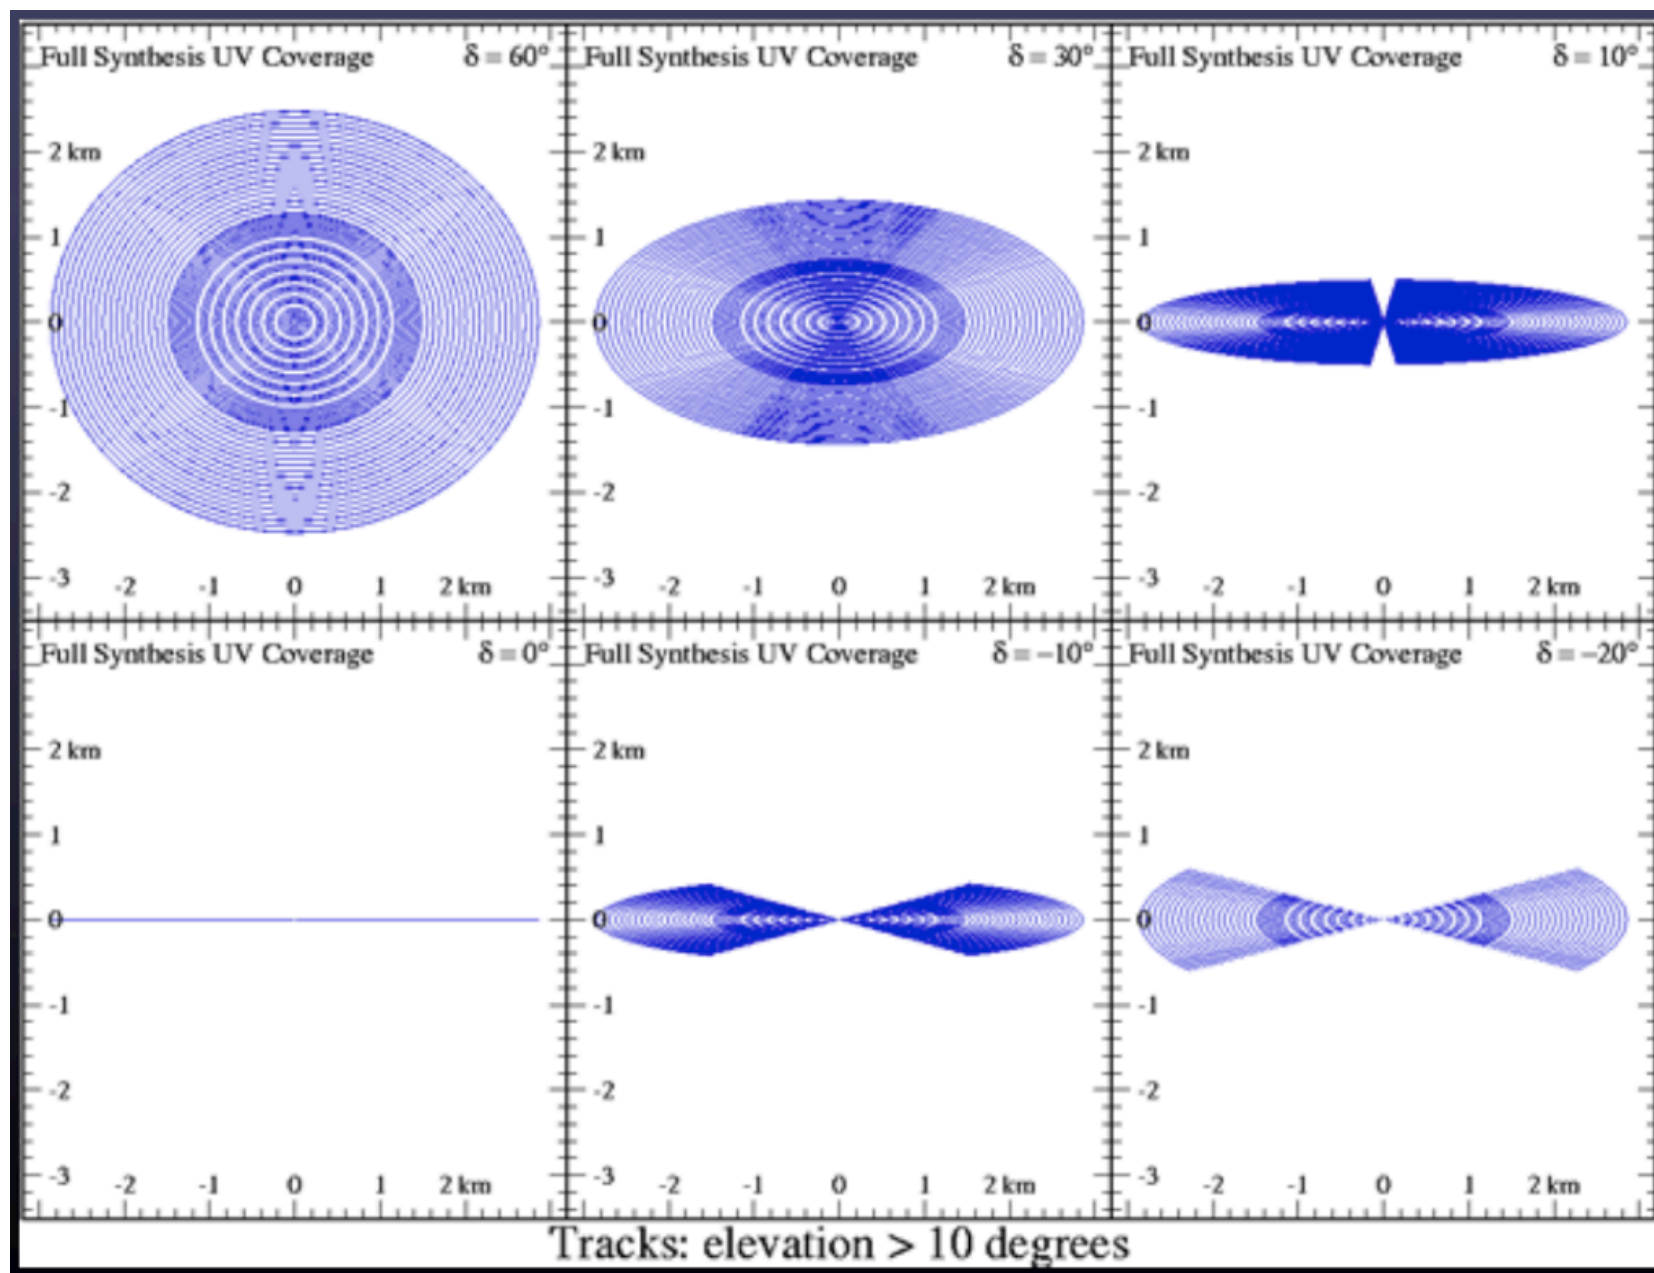 Full Synthesis UV Coverage δ = 60°
2 km
1
0
-1
-2
-3
-2 -1 0 1 2 km
Full Synthesis UV Coverage δ = 30°
2 km
1
0
-1
-2
-3
-2 -1 0 1 2 km
Full Synthesis UV Coverage δ = 10°
2 km
1
0
-1
-2
-3
-2 -1 0 1 2 km
Full Synthesis UV Coverage δ = 0°
2 km
1
0
-1
-2
-3
-2 -1 0 1 2 km
Full Synthesis UV Coverage δ = −10°
2 km
1
0
-1
-2
-3
-2 -1 0 1 2 km
Full Synthesis UV Coverage δ = −20°
2 km
1
0
-1
-2
-3
-2 -1 0 1 2 km
Tracks: elevation > 10 degrees